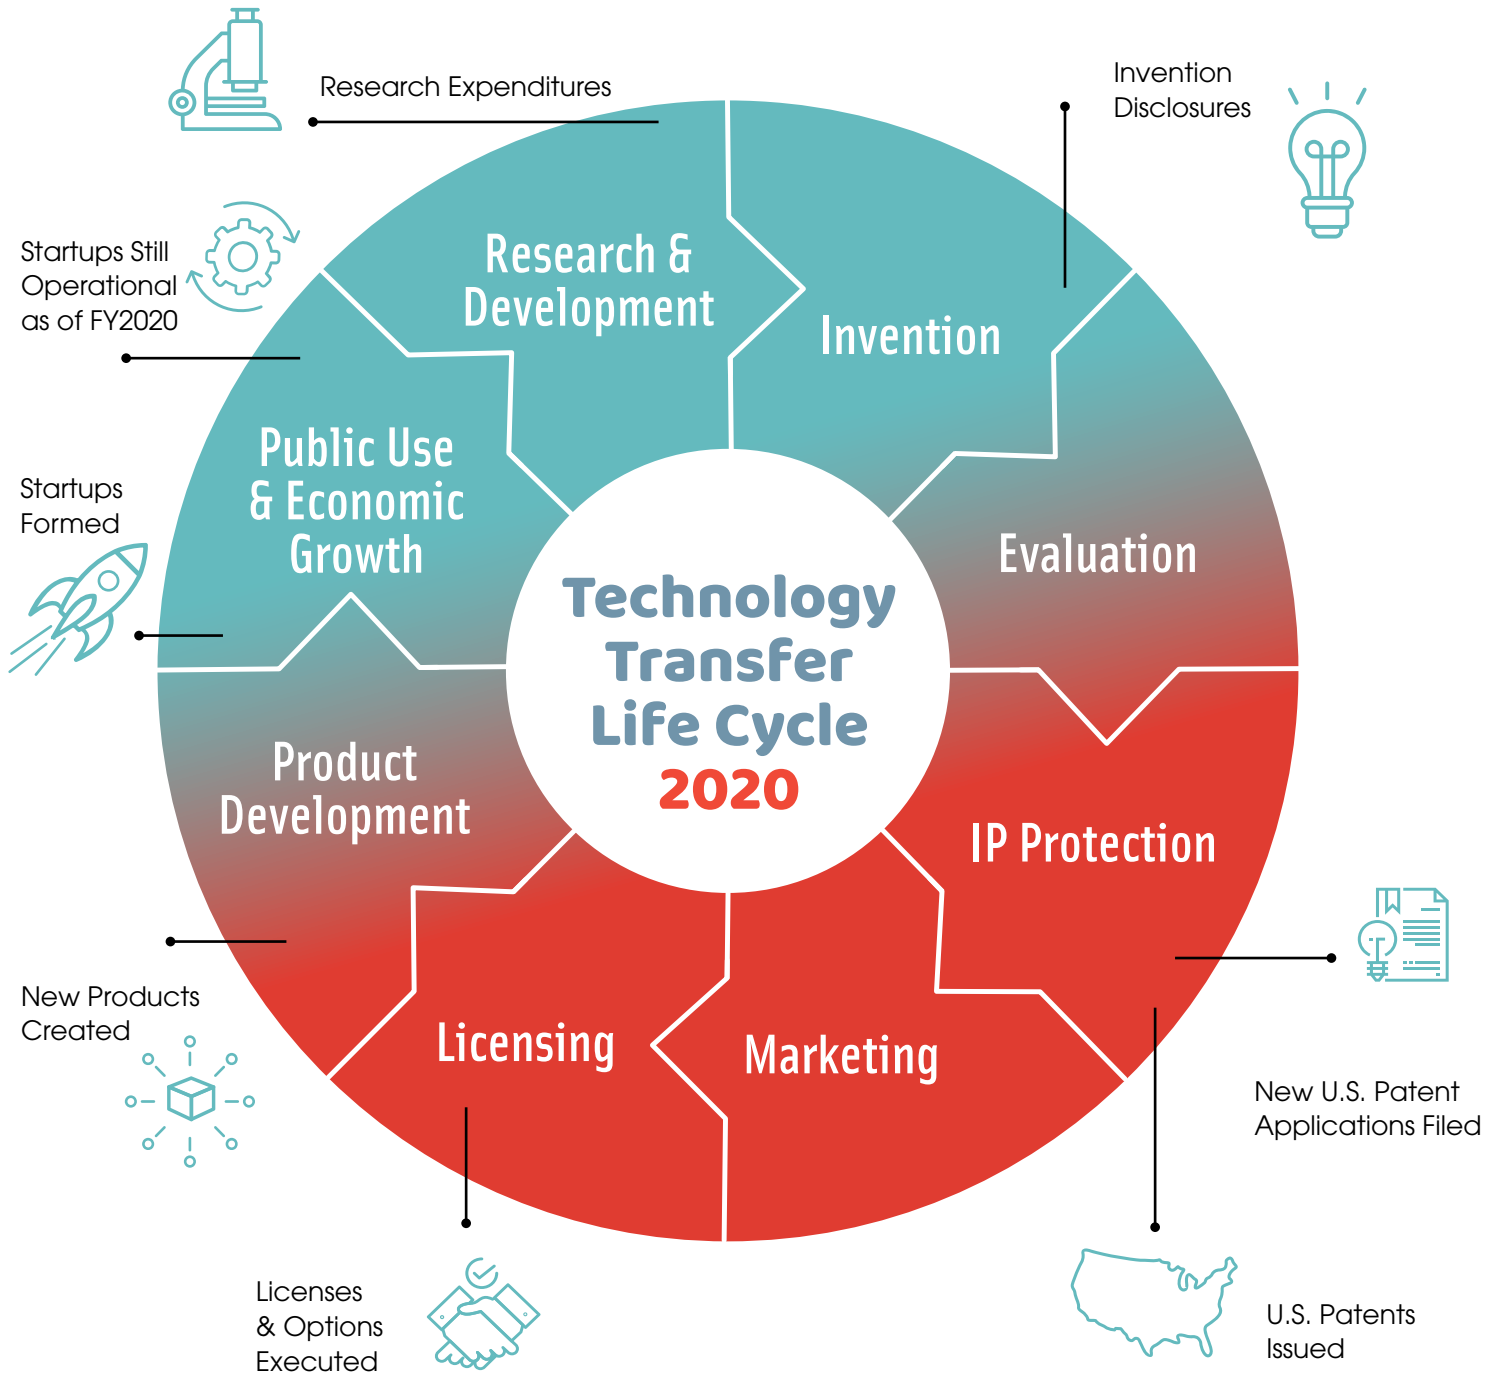 Research Expenditures
Invention
Disclosures
Startups Still
Operational
as of FY2020
Startups
Formed
Research &
Development
Invention
Public Use
& Economic
Growth
Evaluation
Technology
Transfer
Life Cycle
2020
Product
Development
IP Protection
Licensing
Marketing
New Products
Created
New U.S. Patent
Applications Filed
Licenses
& Options
Executed
U.S. Patents
Issued